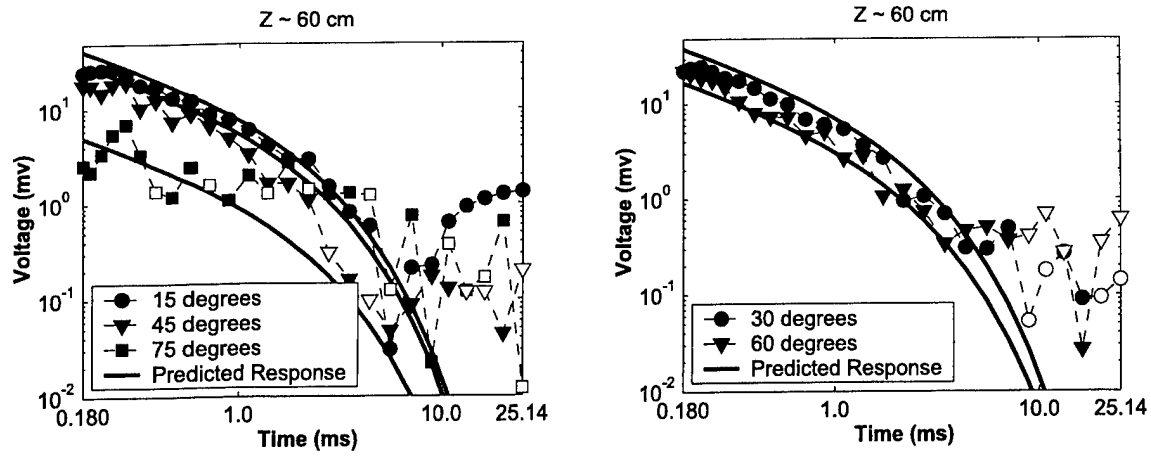 Z ~ 60 cm
Voltage (mv)
10^1
10^0
10^-1
10^-2
15 degrees
45 degrees
75 degrees
Predicted Response
0.180
1.0
10.0
25.14
Time (ms)
Z ~ 60 cm
Voltage (mv)
10^1
10^0
10^-1
10^-2
30 degrees
60 degrees
Predicted Response
0.180
1.0
10.0
25.14
Time (ms)